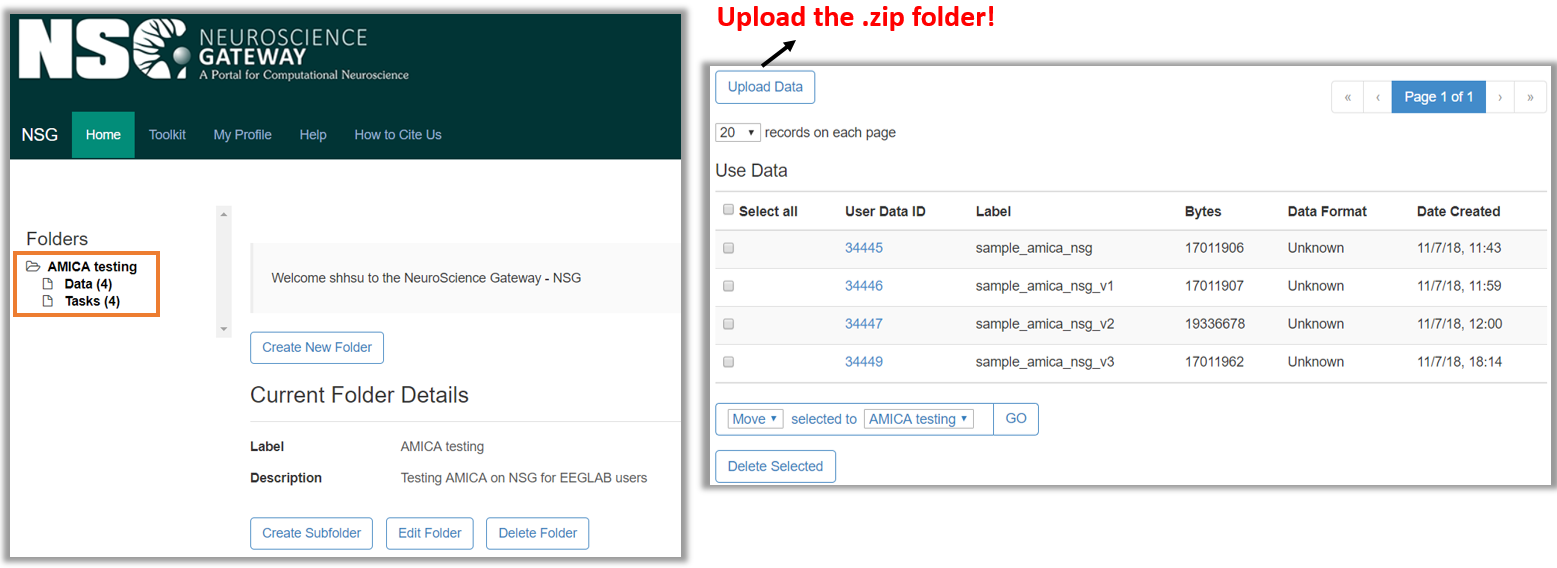 NSG NEUROSCIENCE
GATEWAY
A Portal for Computational Neuroscience
NSG Home Toolkit My Profile Help How to Cite Us
Folders
AMICA testing
Data (4)
Tasks (4)
Welcome shhsu to the NeuroScience Gateway - NSG
Create New Folder
Current Folder Details
Label AMICA testing
Description Testing AMICA on NSG for EEGLAB users
Create Subfolder Edit Folder Delete Folder
Upload the .zip folder!
Upload Data
« ‹ Page 1 of 1 › »
20 ▾ records on each page
Use Data
Select all User Data ID Label Bytes Data Format Date Created
34445 sample_amica_nsg 17011906 Unknown 11/7/18, 11:43
34446 sample_amica_nsg_v1 17011907 Unknown 11/7/18, 11:59
34447 sample_amica_nsg_v2 19336678 Unknown 11/7/18, 12:00
34449 sample_amica_nsg_v3 17011962 Unknown 11/7/18, 18:14
Move ▾ selected to AMICA testing ▾ GO
Delete Selected